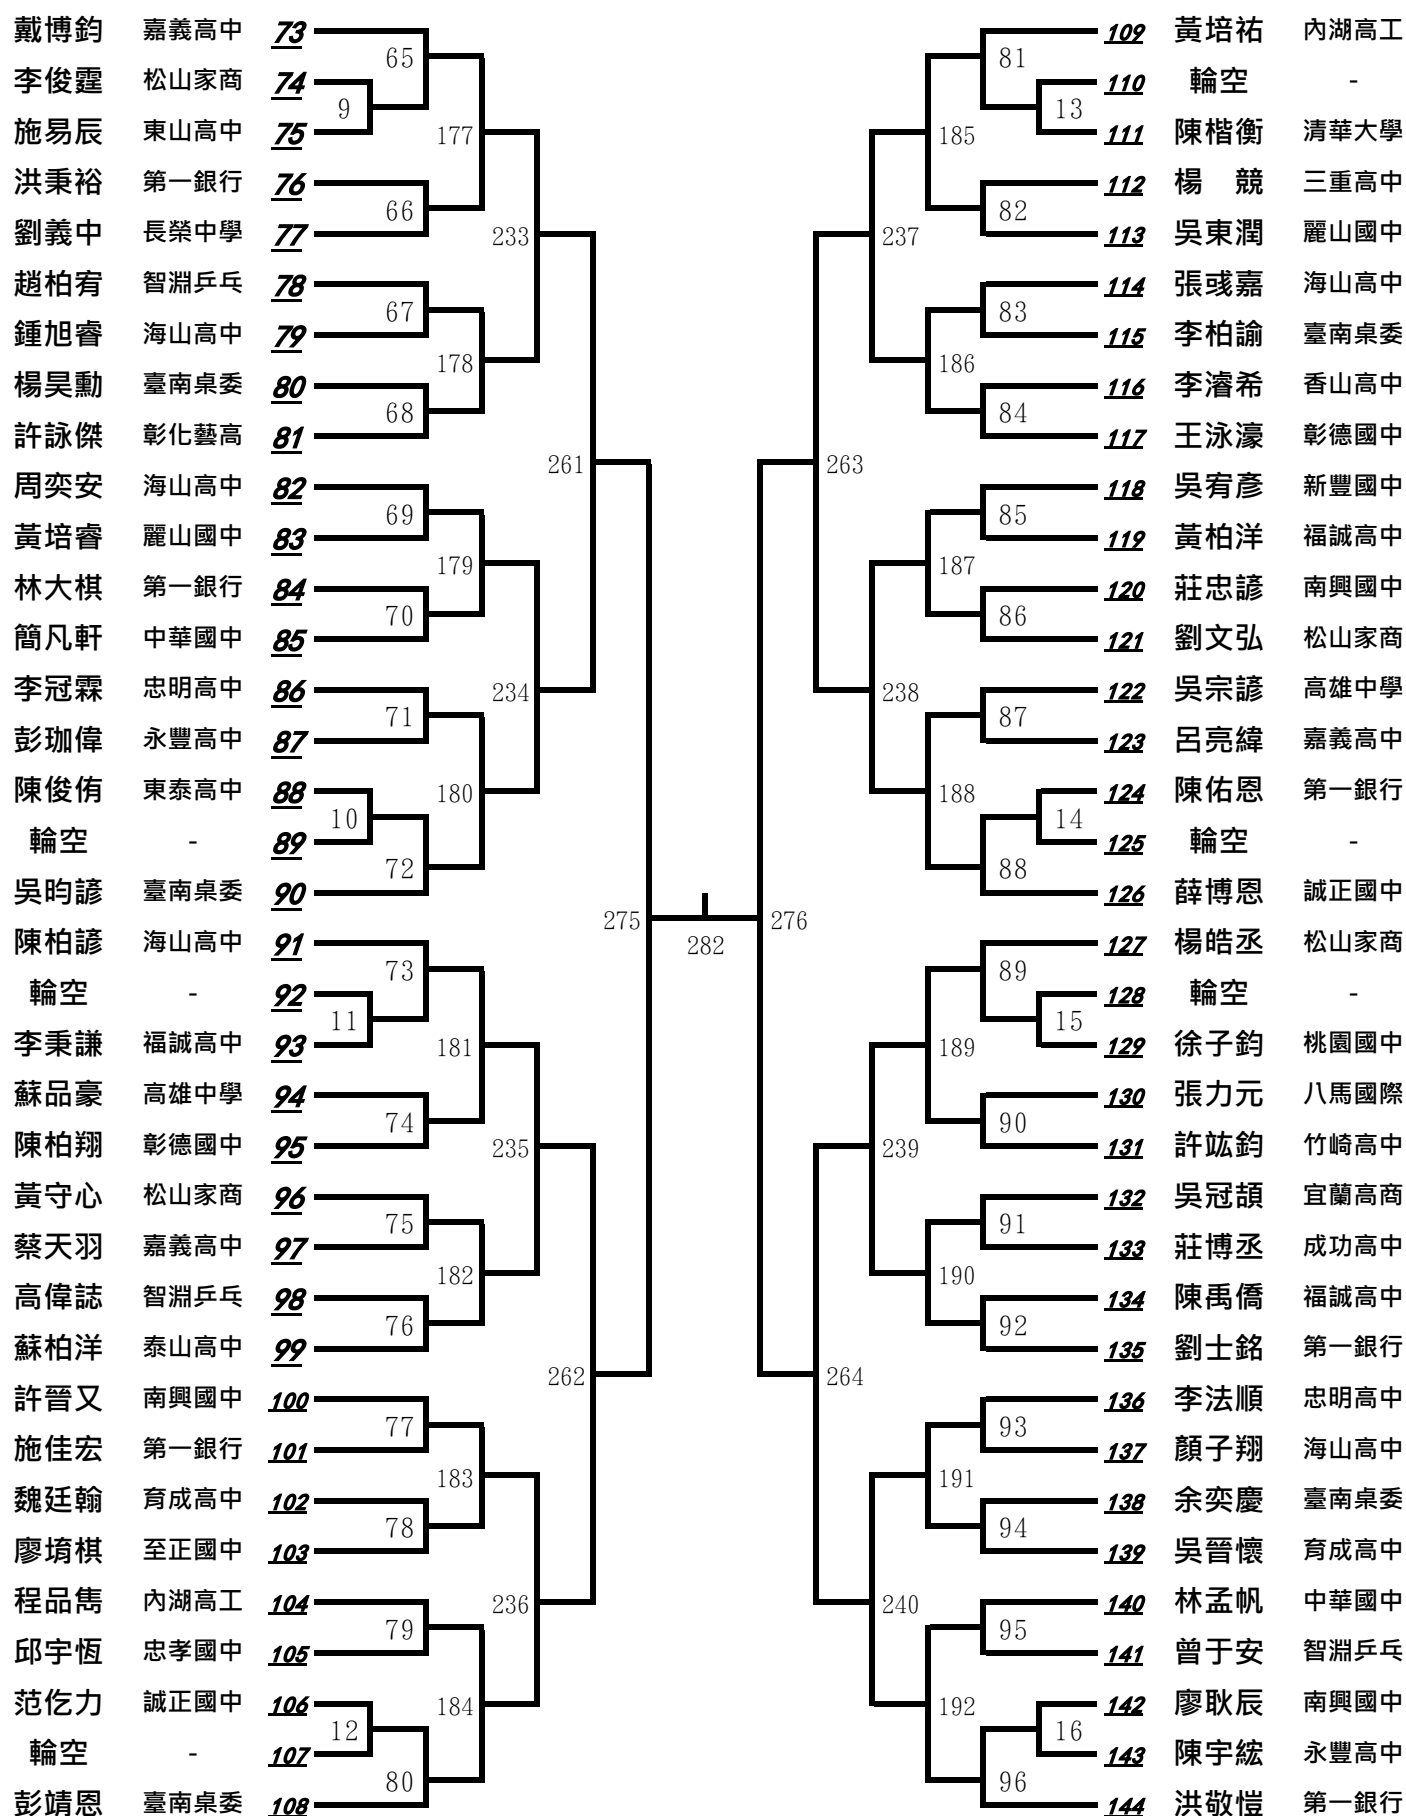 戴博鈞 嘉義高中 73
李俊霆 松山家商 74
施易辰 東山高中 75
洪秉裕 第一銀行 76
劉義中 長榮中學 77
趙柏宥 智淵乒乓 78
鍾旭睿 海山高中 79
楊昊勳 臺南桌委 80
許詠傑 彰化藝高 81
周奕安 海山高中 82
黃培睿 麗山國中 83
林大棋 第一銀行 84
簡凡軒 中華國中 85
李冠霖 忠明高中 86
彭珈偉 永豐高中 87
陳俊侑 東泰高中 88
輪空 - 89
吳昀諺 臺南桌委 90
陳柏諺 海山高中 91
輪空 - 92
李秉謙 福誠高中 93
蘇品豪 高雄中學 94
陳柏翔 彰德國中 95
黃守心 松山家商 96
蔡天羽 嘉義高中 97
高偉誌 智淵乒乓 98
蘇柏洋 泰山高中 99
許晉又 南興國中 100
施佳宏 第一銀行 101
魏廷翰 育成高中 102
廖堉棋 至正國中 103
程品雋 內湖高工 104
邱宇恆 忠孝國中 105
范仡力 誠正國中 106
輪空 - 107
彭靖恩 臺南桌委 108
65
9
177
66
233
67
178
68
261
69
179
70
234
71
180
10
72
275
73
11
181
74
235
75
182
76
262
77
183
78
236
79
184
12
80
282
81
13
185
82
237
83
186
84
263
85
187
86
238
87
188
14
88
276
89
15
189
90
239
91
190
92
264
93
191
94
240
95
192
16
96
109 黃培祐 內湖高工
110 輪空 -
111 陳楷衡 清華大學
112 楊 競 三重高中
113 吳東潤 麗山國中
114 張彧嘉 海山高中
115 李柏諭 臺南桌委
116 李濬希 香山高中
117 王泳濠 彰德國中
118 吳宥彥 新豐國中
119 黃柏洋 福誠高中
120 莊忠諺 南興國中
121 劉文弘 松山家商
122 吳宗諺 高雄中學
123 呂亮緯 嘉義高中
124 陳佑恩 第一銀行
125 輪空 -
126 薛博恩 誠正國中
127 楊皓丞 松山家商
128 輪空 -
129 徐子鈞 桃園國中
130 張力元 八馬國際
131 許竑鈞 竹崎高中
132 吳冠頡 宜蘭高商
133 莊博丞 成功高中
134 陳禹僑 福誠高中
135 劉士銘 第一銀行
136 李法順 忠明高中
137 顏子翔 海山高中
138 余奕慶 臺南桌委
139 吳晉懷 育成高中
140 林孟帆 中華國中
141 曾于安 智淵乒乓
142 廖耿辰 南興國中
143 陳宇綋 永豐高中
144 洪敬愷 第一銀行